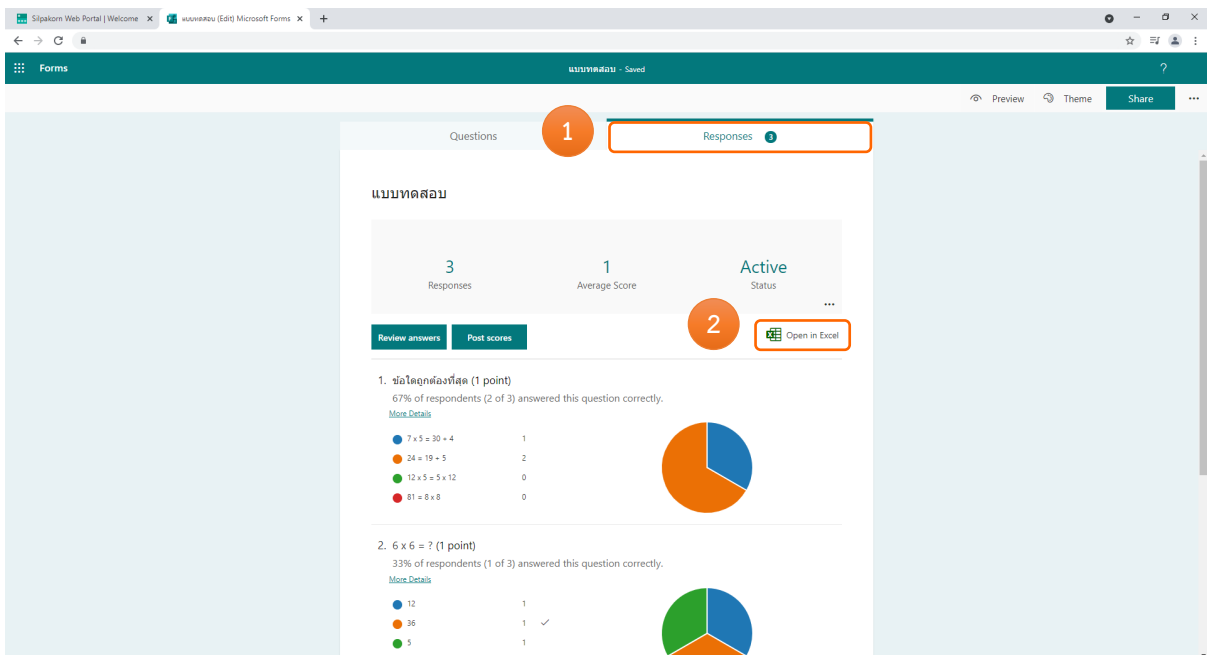 Silpakorn Web Portal | Welcome
แบบทดสอบ (Edit) Microsoft Forms
Forms
แบบทดสอบ - Saved
?
Preview
Theme
Share
Questions
1
Responses 3
แบบทดสอบ
3
Responses
1
Average Score
Active
Status
2
Review answers
Post scores
Open in Excel
1. ข้อใดถูกต้องที่สุด (1 point)
67% of respondents (2 of 3) answered this question correctly.
More Details
7 x 5 = 30 + 4 1
24 = 19 + 5 2
12 x 5 = 5 x 12 0
81 = 8 x 8 0
2. 6 x 6 = ? (1 point)
33% of respondents (1 of 3) answered this question correctly.
More Details
12 1
36 1 ✓
5 1